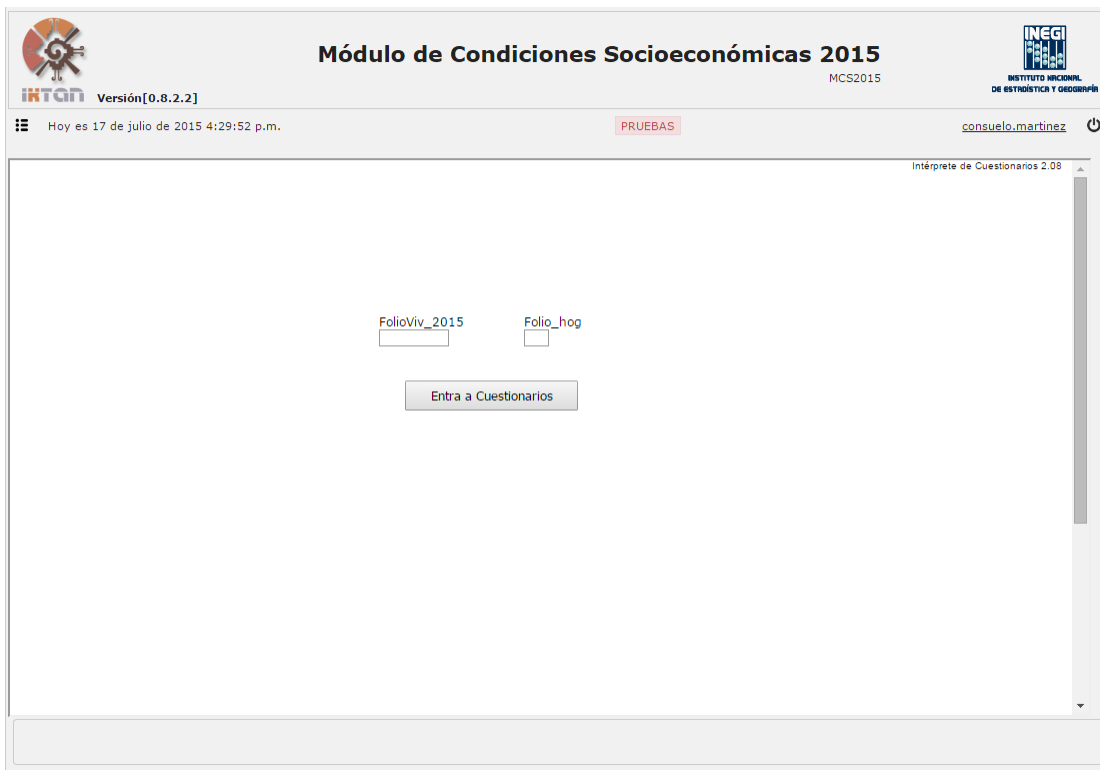 Módulo de Condiciones Socioeconómicas 2015
MCS2015
INEGI
INSTITUTO NACIONAL
DE ESTADÍSTICA Y GEOGRAFÍA
iKTan Versión[0.8.2.2]
Hoy es 17 de julio de 2015 4:29:52 p.m. PRUEBAS consuelo.martinez
Intérprete de Cuestionarios 2.08
FolioViv_2015 Folio_hog
Entra a Cuestionarios